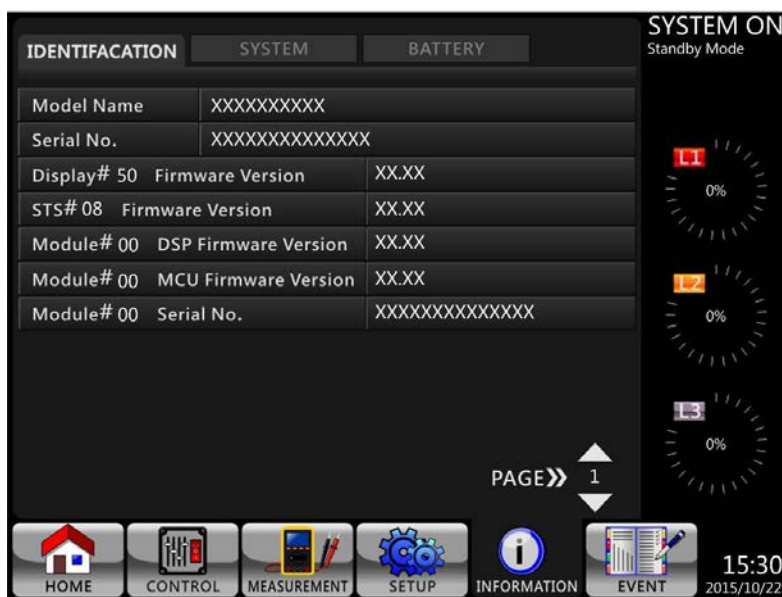 SYSTEM ON
Standby Mode
IDENTIFACATION SYSTEM BATTERY
Model Name XXXXXXXXXX
Serial No. XXXXXXXXXXXXXX
Display# 50 Firmware Version XX.XX
STS# 08 Firmware Version XX.XX
Module# 00 DSP Firmware Version XX.XX
Module# 00 MCU Firmware Version XX.XX
Module# 00 Serial No. XXXXXXXXXXXXXX
L1
0%
L2
0%
L3
0%
PAGE» 1
HOME CONTROL MEASUREMENT SETUP INFORMATION EVENT
15:30
2015/10/22